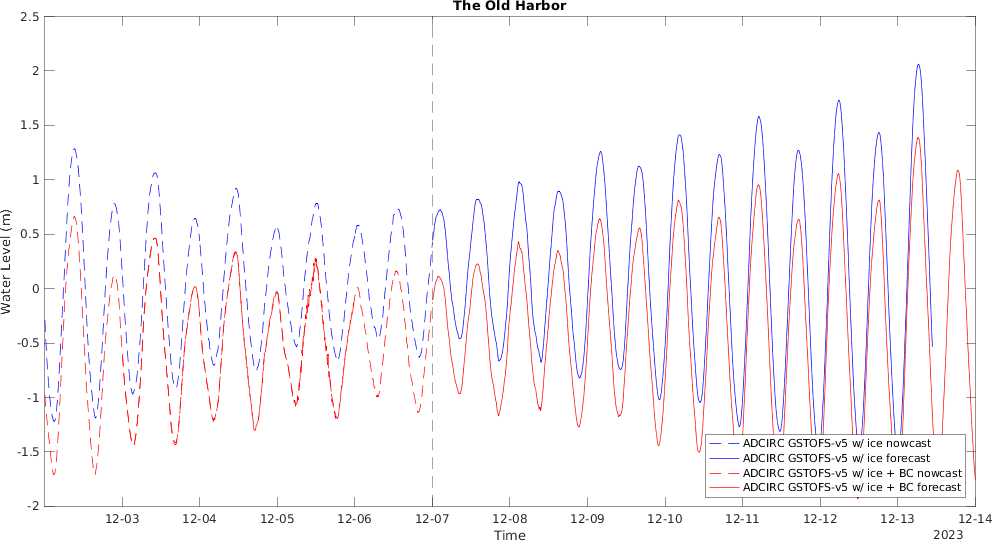 The Old Harbor
2.5
2
1.5
1
0.5
0
-0.5
-1
-1.5
-2
Water Level (m)
ADCIRC GSTOFS-v5 w/ ice nowcast
ADCIRC GSTOFS-v5 w/ ice forecast
ADCIRC GSTOFS-v5 w/ ice + BC nowcast
ADCIRC GSTOFS-v5 w/ ice + BC forecast
12-03 12-04 12-05 12-06 12-07 12-08 12-09 12-10 12-11 12-12 12-13 12-14
Time
2023